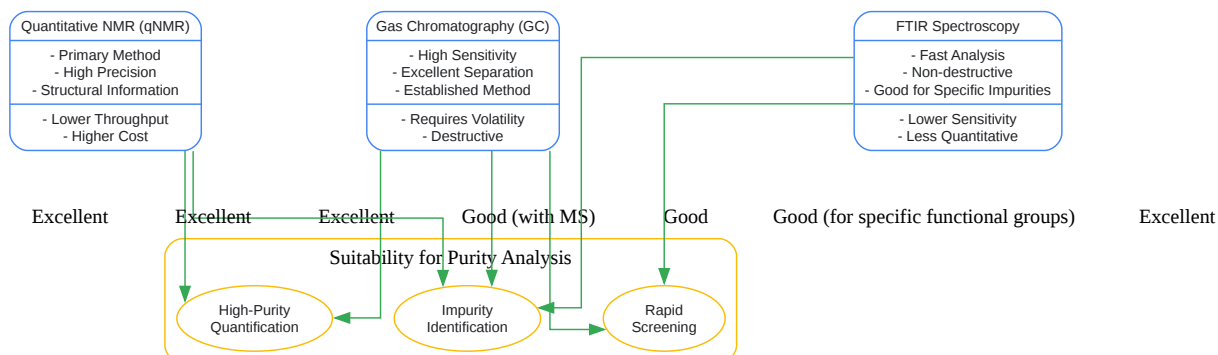 Quantitative NMR (qNMR)
- Primary Method
- High Precision
- Structural Information
- Lower Throughput
- Higher Cost
Gas Chromatography (GC)
- High Sensitivity
- Excellent Separation
- Established Method
- Requires Volatility
- Destructive
FTIR Spectroscopy
- Fast Analysis
- Non-destructive
- Good for Specific Impurities
- Lower Sensitivity
- Less Quantitative
Excellent
Excellent
Excellent
Good (with MS)
Good
Good (for specific functional groups)
Excellent
Suitability for Purity Analysis
High-Purity
Quantification
Impurity
Identification
Rapid
Screening